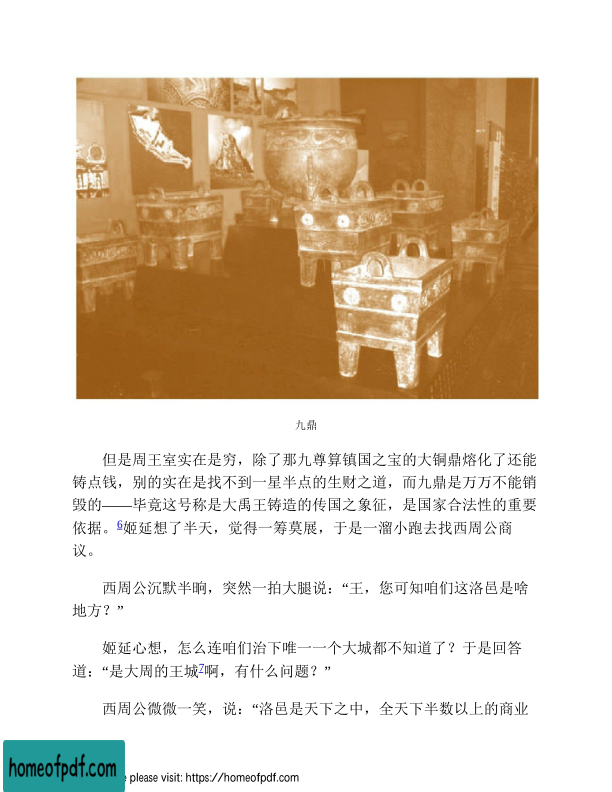 九鼎
但是周王室实在是穷，除了那九尊算镇国之宝的大铜鼎熔化了还能
铸点钱，别的实在是找不到一星半点的生财之道，而九鼎是万万不能销
毁的——毕竟这号称是大禹王铸造的传国之象征，是国家合法性的重要
依据。6姬延想了半天，觉得一筹莫展，于是一溜小跑去找西周公商
议。
西周公沉默半晌，突然一拍大腿说：“王，您可知咱们这洛邑是啥
地方？”
姬延心想，怎么连咱们治下唯一一个大城都不知道了？于是回答
道：“是大周的王城7啊，有什么问题？”
西周公微微一笑，说：“洛邑是天下之中，全天下半数以上的商业
homeofpdf.com
e please visit: https://homeofpdf.com